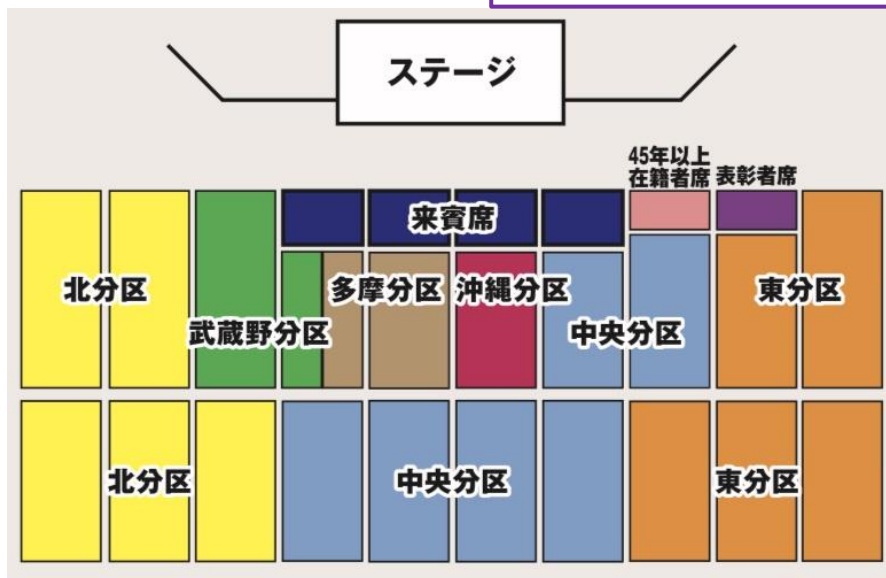 ステージ
45年以上
在籍者席
表彰者席
来賓席
北分区
武蔵野分区
多摩分区
沖縄分区
中央分区
東分区
北分区
中央分区
東分区